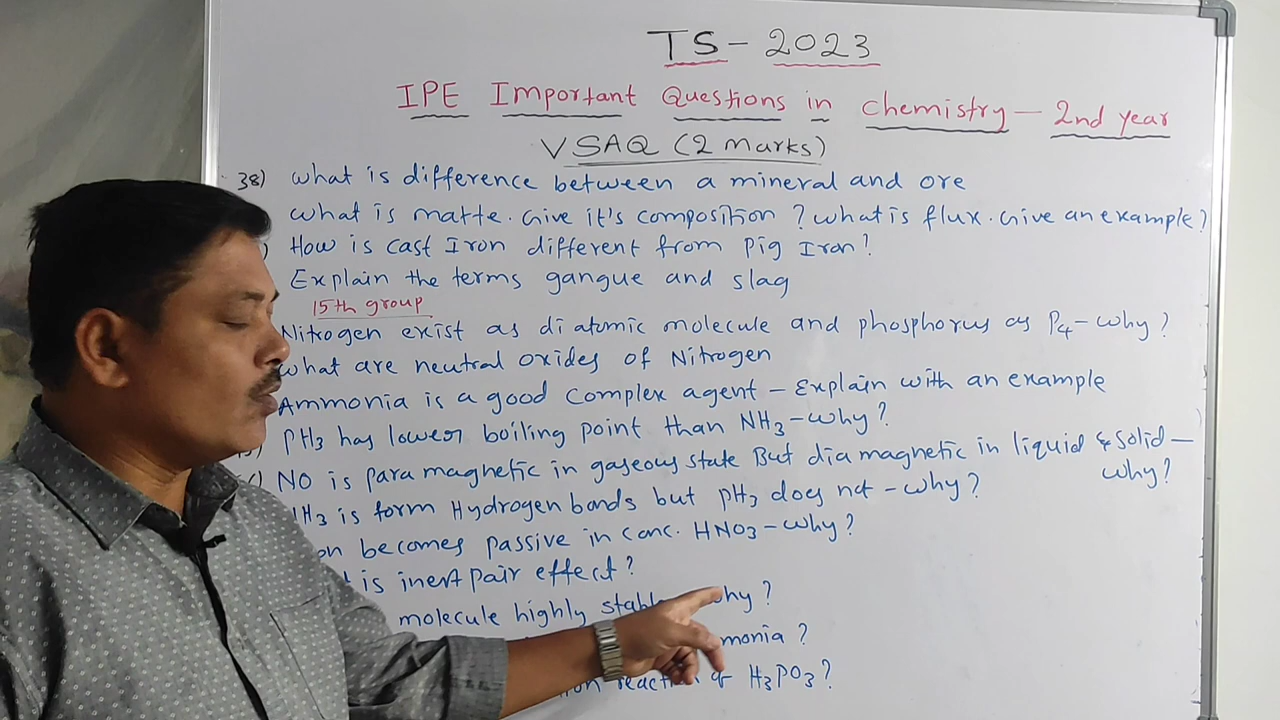 TS - 2023
IPE Important Questions in Chemistry - 2nd year
VSAQ (2 Marks)
38) what is difference between a mineral and ore
what is matte. Give it's composition ? what is flux. Give an example?
) How is cast Iron different from pig Iron?
Explain the terms gangue and slag
15th group
Nitrogen exist as diatomic molecule and phosphorus as P4 - why?
what are neutral oxides of Nitrogen
Ammonia is a good complex agent - Explain with an example
) PH3 has lower boiling point than NH3 - why?
) NO is para magnetic in gaseous state But dia magnetic in liquid & solid - why?
H3 is form Hydrogen bonds but PH3 does not - why?
on becomes passive in conc. HNO3 - why?
is inert pair effect?
molecule highly why?
monia ?
of H3PO3?